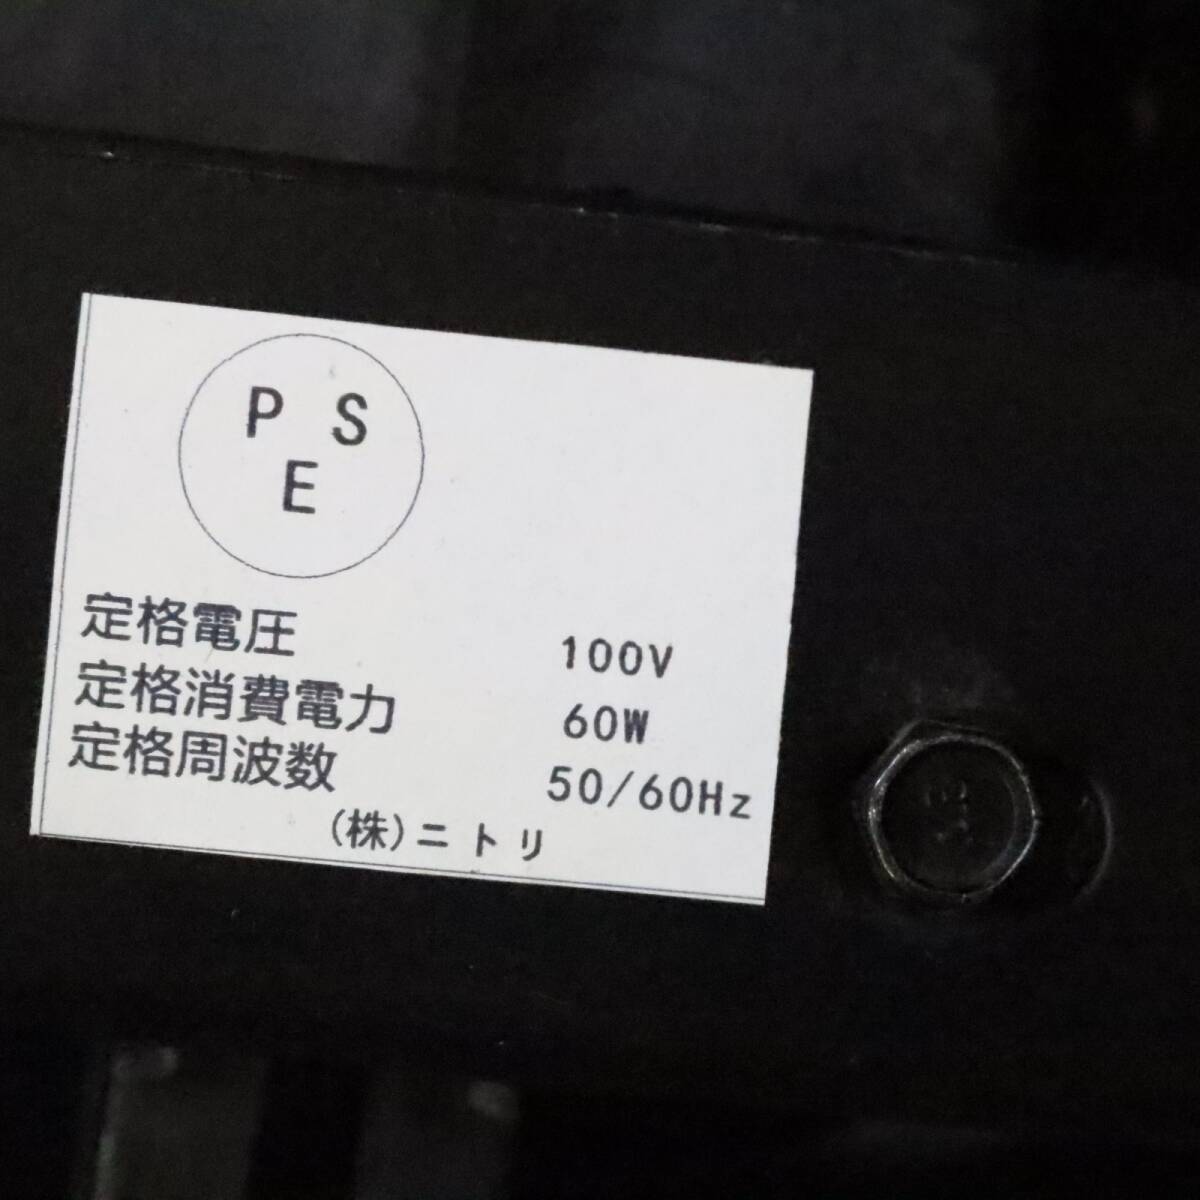 P S
E
定格電圧 100V
定格消費電力 60W
定格周波数 50/60Hz
(株)ニトリ